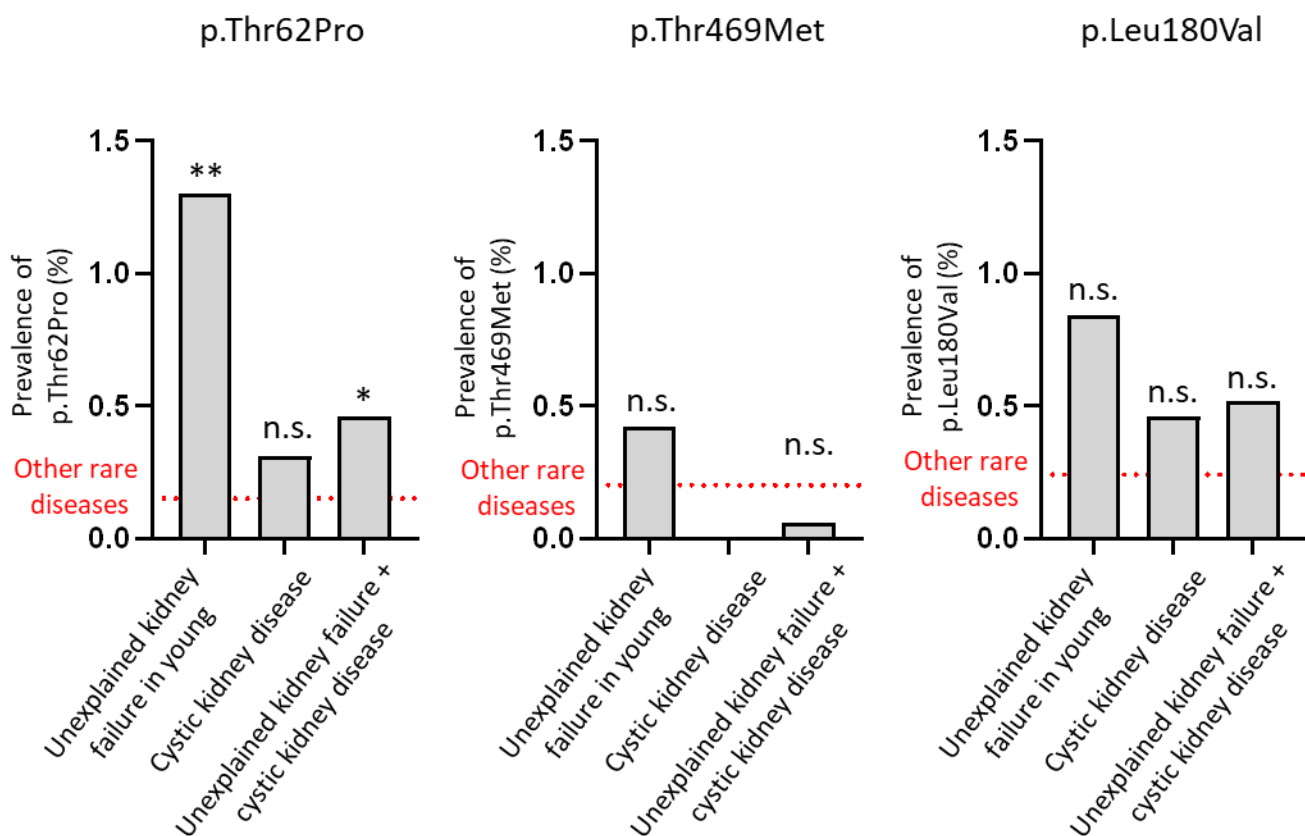 p.Thr62Pro
Prevalence of
p.Thr62Pro (%)
1.5
1.0
0.5
0.0
**
n.s.
*
Other rare
diseases
Unexplained kidney
failure in young
Cystic kidney disease
Unexplained kidney failure +
cystic kidney disease
p.Thr469Met
Prevalence of
p.Thr469Met (%)
1.5
1.0
0.5
0.0
n.s.
n.s.
Other rare
diseases
Unexplained kidney
failure in young
Cystic kidney disease
Unexplained kidney failure +
cystic kidney disease
p.Leu180Val
Prevalence of
p.Leu180Val (%)
1.5
1.0
0.5
0.0
n.s.
n.s.
n.s.
Other rare
diseases
Unexplained kidney
failure in young
Cystic kidney disease
Unexplained kidney failure +
cystic kidney disease